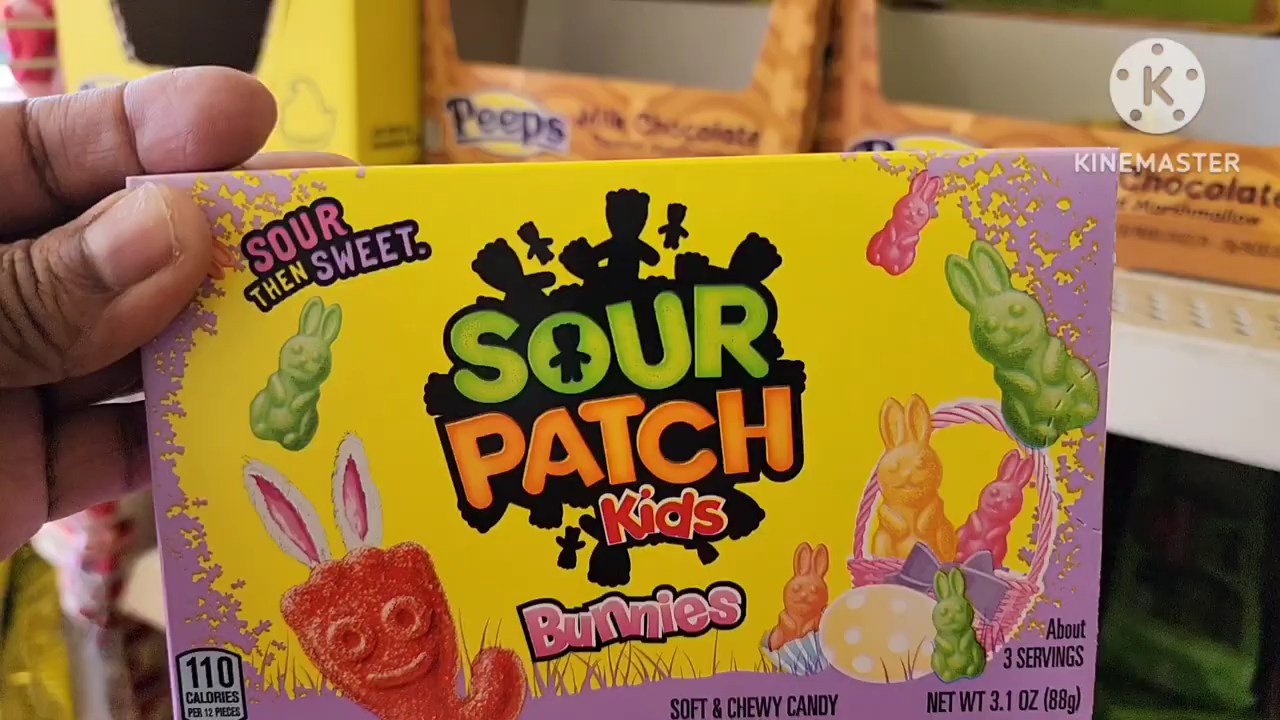 K
KINEMASTER
Peeps
Milk Chocolate
Chocolate
Marshmallow
SOUR
THEN SWEET.
SOUR
PATCH
Kids
Bunnies
110
CALORIES
PER 12 PIECES
About
3 SERVINGS
SOFT & CHEWY CANDY
NET WT 3.1 OZ (88g)